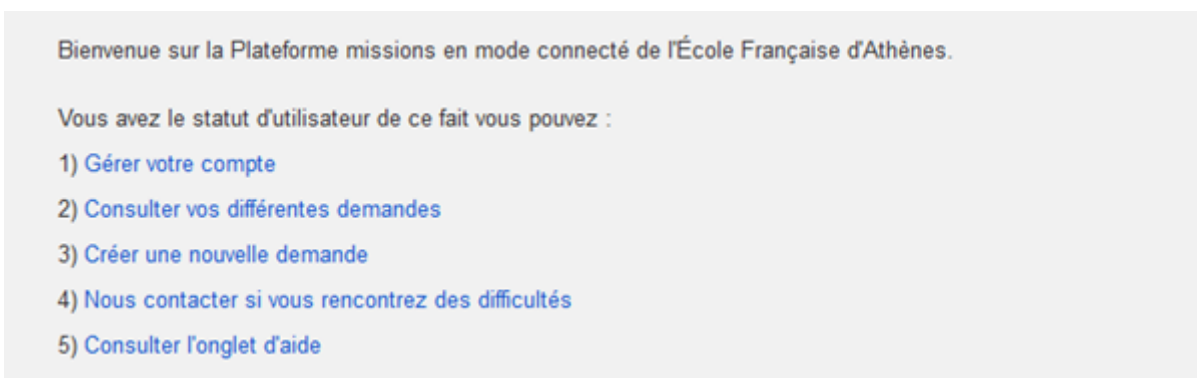 Bienvenue sur la Plateforme missions en mode connecté de l'École Française d'Athènes.
Vous avez le statut d'utilisateur de ce fait vous pouvez :
1) Gérer votre compte
2) Consulter vos différentes demandes
3) Créer une nouvelle demande
4) Nous contacter si vous rencontrez des difficultés
5) Consulter l'onglet d'aide